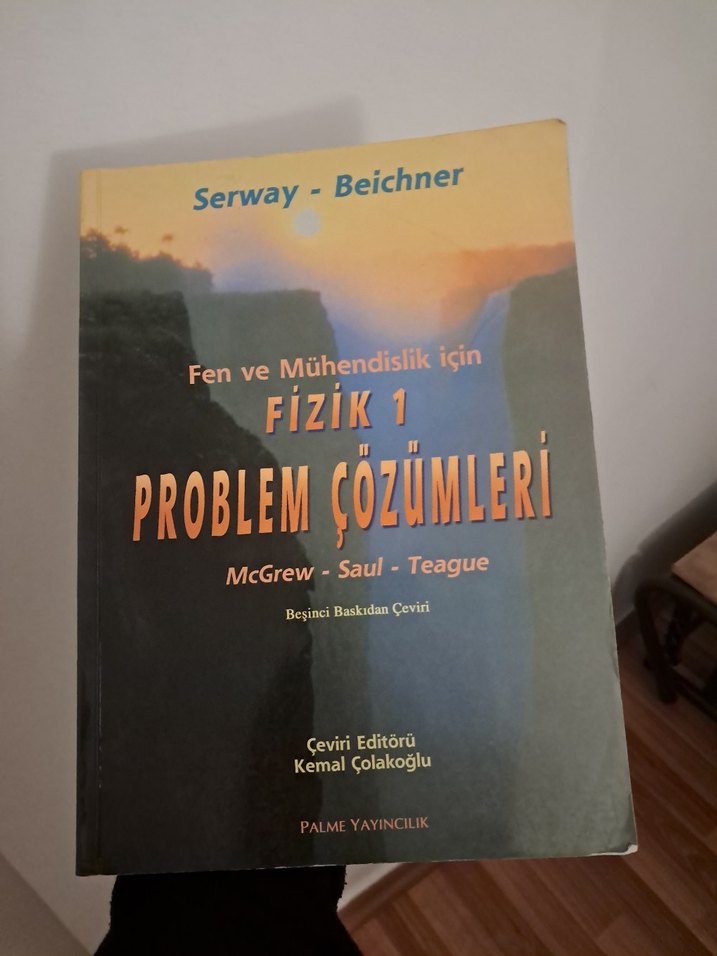 Serway - Beichner
Fen ve Mühendislik için
FİZİK 1
PROBLEM ÇÖZÜMLERİ
McGrew - Saul - Teague
Beşinci Baskıdan Çeviri
Çeviri Editörü
Kemal Çolakoğlu
PALME YAYINCILIK